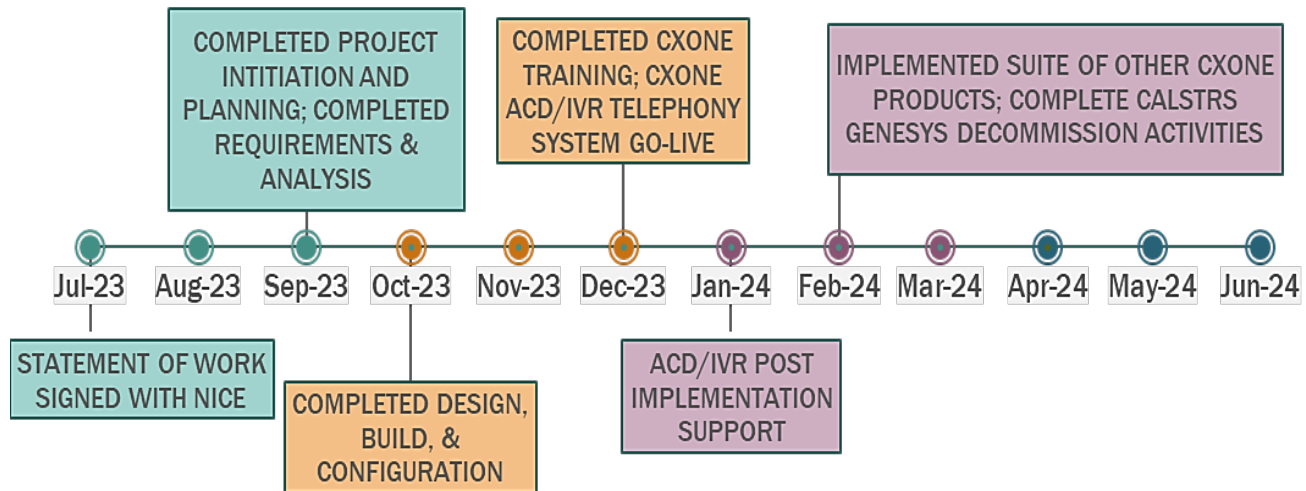 COMPLETED PROJECT
INTITIATION AND
PLANNING; COMPLETED
REQUIREMENTS &
ANALYSIS
COMPLETED CXONE
TRAINING; CXONE
ACD/IVR TELEPHONY
SYSTEM GO-LIVE
IMPLEMENTED SUITE OF OTHER CXONE
PRODUCTS; COMPLETE CALSTRS
GENESYS DECOMMISSION ACTIVITIES
Jul-23 Aug-23 Sep-23 Oct-23 Nov-23 Dec-23 Jan-24 Feb-24 Mar-24 Apr-24 May-24 Jun-24
STATEMENT OF WORK
SIGNED WITH NICE
COMPLETED DESIGN,
BUILD, &
CONFIGURATION
ACD/IVR POST
IMPLEMENTATION
SUPPORT